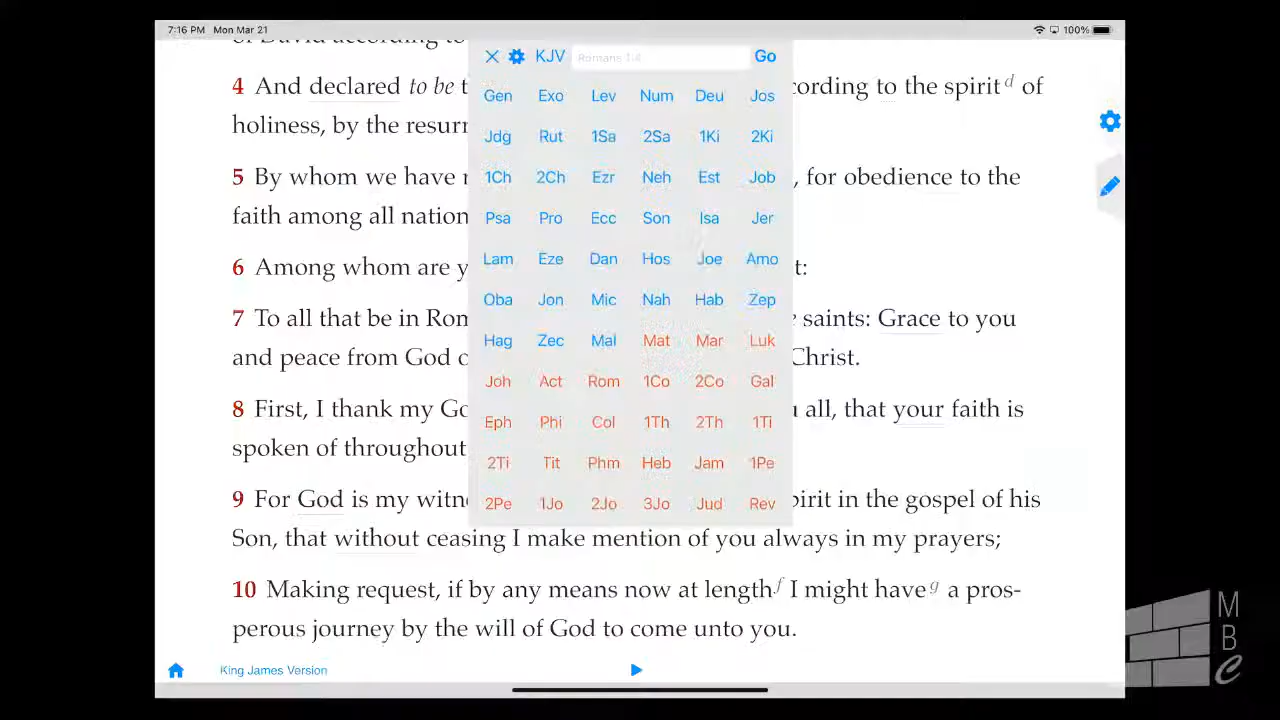 7:16 PM Mon Mar 21 100%
of David according to
4 And declared to be t cording to the spirit d of
holiness, by the resurr
5 By whom we have r , for obedience to the
faith among all nation
6 Among whom are y t:
7 To all that be in Rom e saints: Grace to you
and peace from God o Christ.
8 First, I thank my Go u all, that your faith is
spoken of throughout
9 For God is my witne pirit in the gospel of his
Son, that without ceasing I make mention of you always in my prayers;
10 Making request, if by any means now at length f I might have g a pros-
perous journey by the will of God to come unto you.
KJV Romans 1:4 Go
Gen Exo Lev Num Deu Jos
Jdg Rut 1Sa 2Sa 1Ki 2Ki
1Ch 2Ch Ezr Neh Est Job
Psa Pro Ecc Son Isa Jer
Lam Eze Dan Hos Joe Amo
Oba Jon Mic Nah Hab Zep
Hag Zec Mal Mat Mar Luk
Joh Act Rom 1Co 2Co Gal
Eph Phi Col 1Th 2Th 1Ti
2Ti Tit Phm Heb Jam 1Pe
2Pe 1Jo 2Jo 3Jo Jud Rev
King James Version
M
B
C